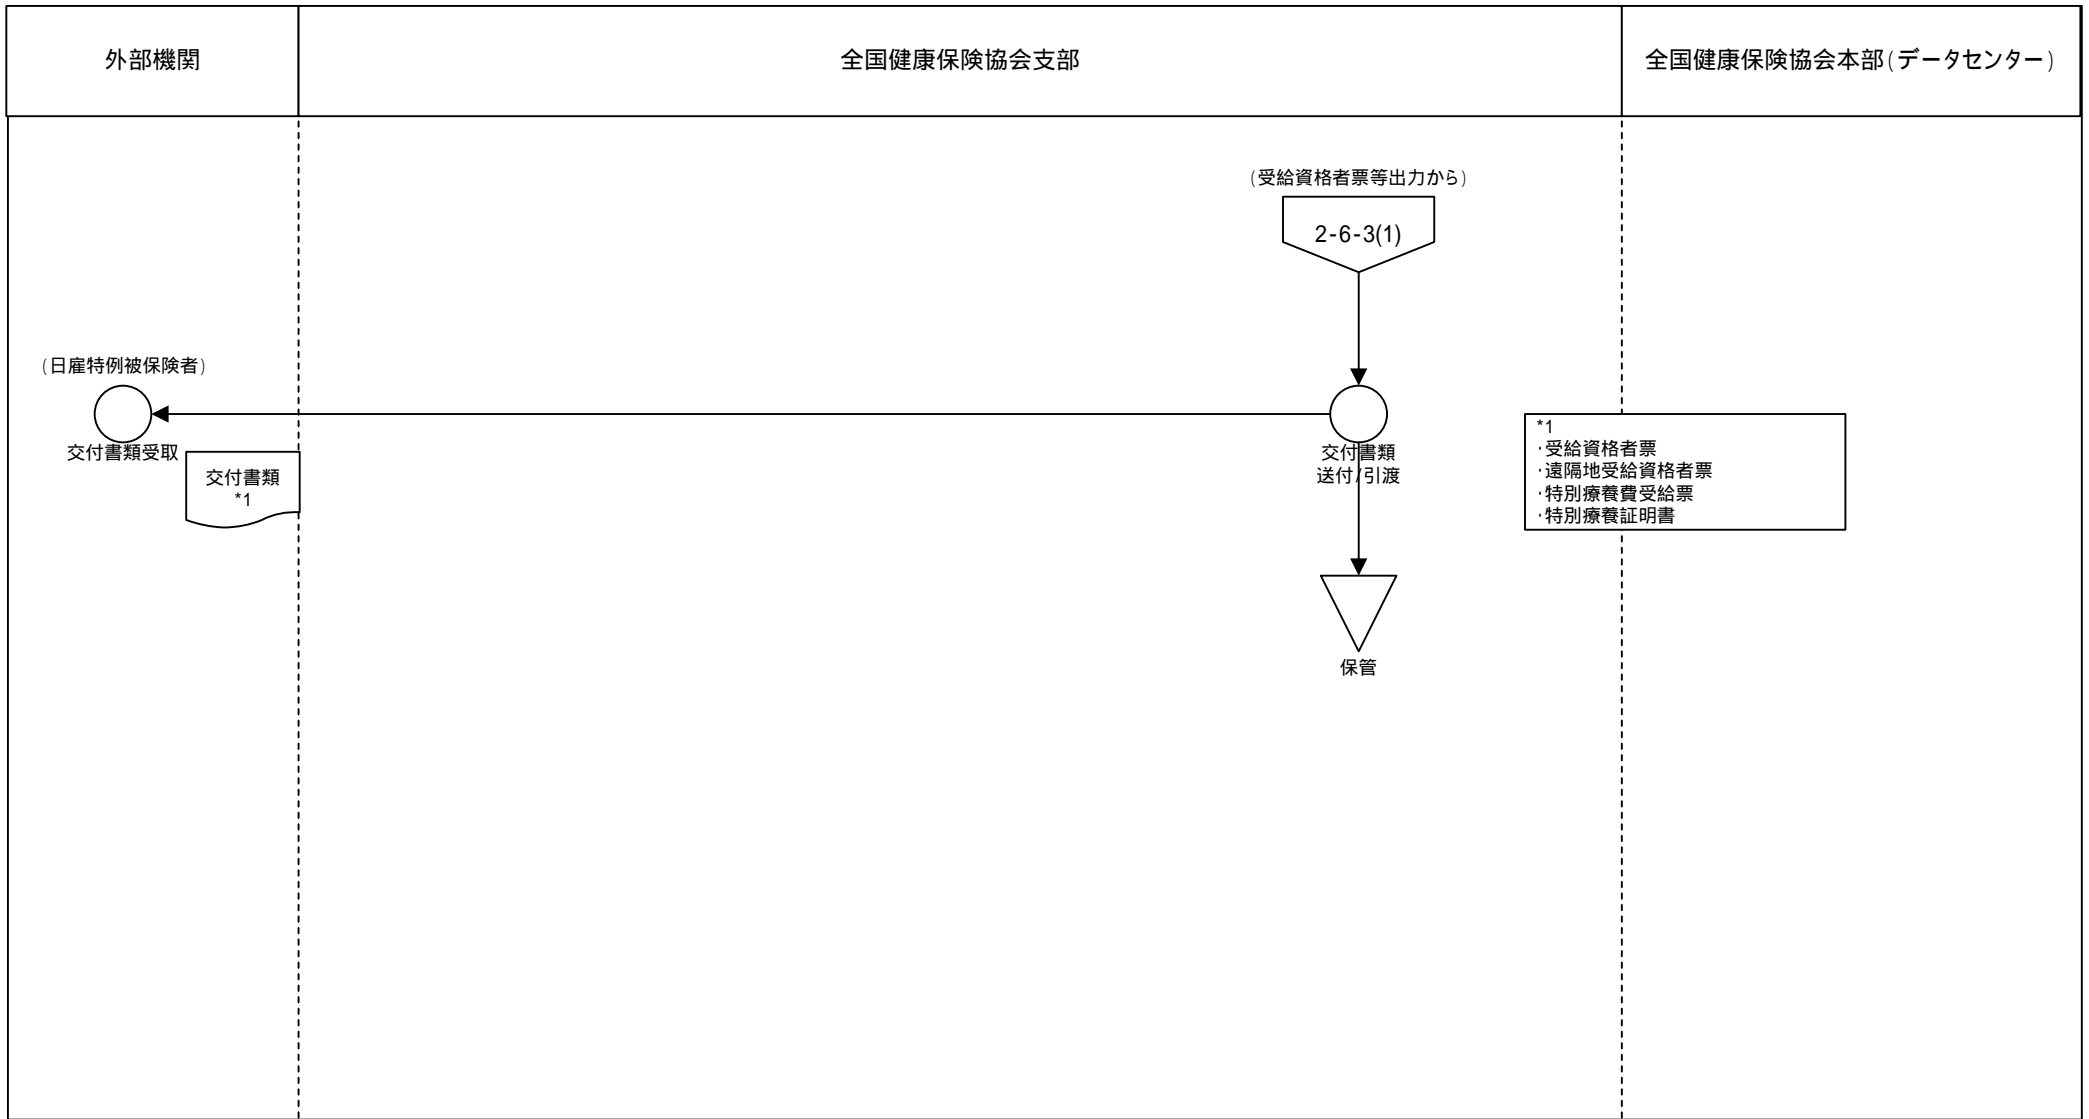 外部機関
全国健康保険協会支部
全国健康保険協会本部(データセンター)
(受給資格者票等出力から)
2-6-3(1)
(日雇特例被保険者)
交付書類受取
交付書類
*1
交付書類
送付/引渡
*1
・受給資格者票
・遠隔地受給資格者票
・特別療養費受給票
・特別療養証明書
保管